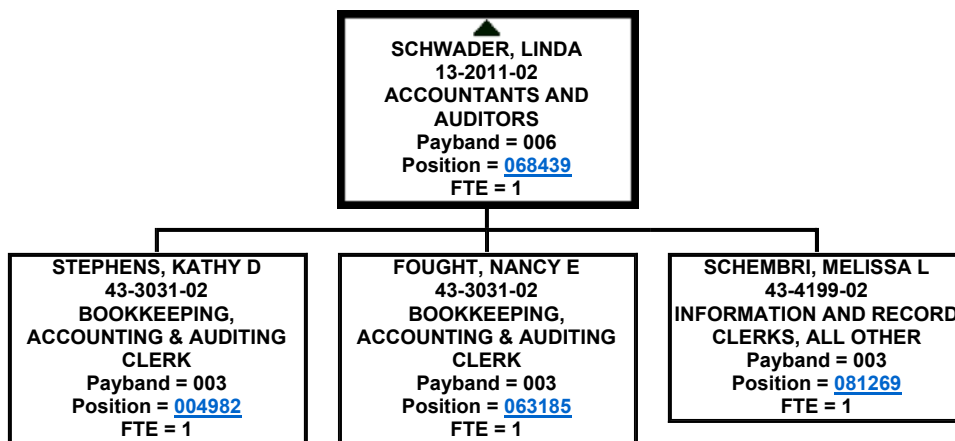 SCHWADER, LINDA
13-2011-02
ACCOUNTANTS AND
AUDITORS
Payband = 006
Position = 068439
FTE = 1
STEPHENS, KATHY D
43-3031-02
BOOKKEEPING,
ACCOUNTING & AUDITING
CLERK
Payband = 003
Position = 004982
FTE = 1
FOUGHT, NANCY E
43-3031-02
BOOKKEEPING,
ACCOUNTING & AUDITING
CLERK
Payband = 003
Position = 063185
FTE = 1
SCHEMBRI, MELISSA L
43-4199-02
INFORMATION AND RECORD
CLERKS, ALL OTHER
Payband = 003
Position = 081269
FTE = 1